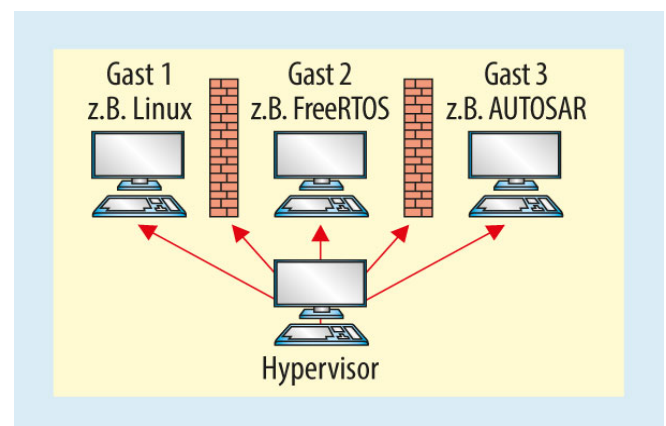 Gast 1
z.B. Linux
Gast 2
z.B. FreeRTOS
Gast 3
z.B. AUTOSAR
Hypervisor